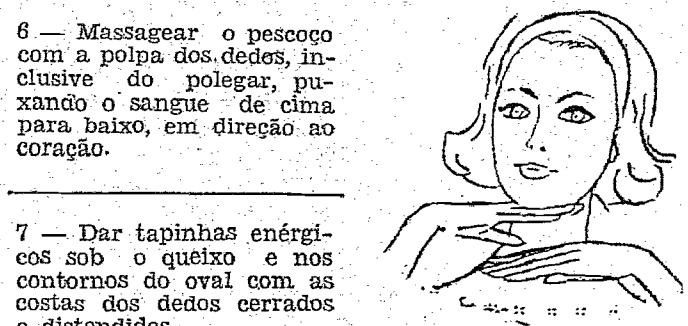 6 — Massagear o pescoço
com a polpa dos dedos, in-
clusive do polegar, pu-
xando o sangue de cima
para baixo, em direção ao
coração.
7 — Dar tapinhas enérgi-
cos sob o queixo e nos
contornos do oval com as
costas dos dedos cerrados
e distendidos